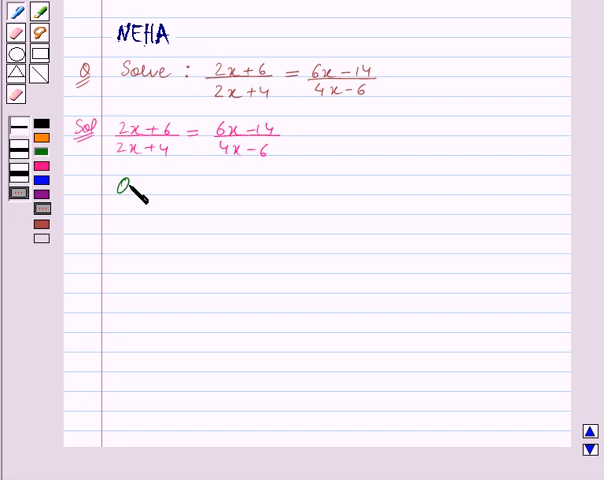 NEHA
Q Solve : (2x+6)/(2x+4) = (6x-14)/(4x-6)
Sol (2x+6)/(2x+4) = (6x-14)/(4x-6)
O